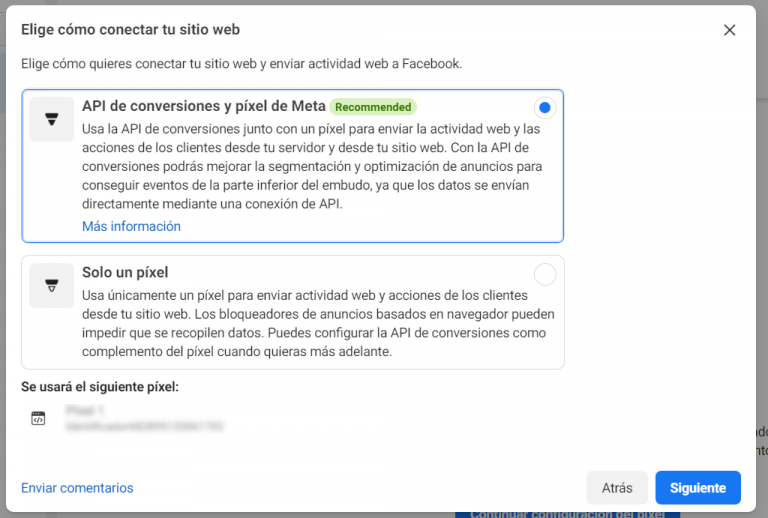 Elige cómo conectar tu sitio web
Elige cómo quieres conectar tu sitio web y enviar actividad web a Facebook.
API de conversiones y píxel de Meta Recommended
Usa la API de conversiones junto con un píxel para enviar la actividad web y las
acciones de los clientes desde tu servidor y desde tu sitio web. Con la API de
conversiones podrás mejorar la segmentación y optimización de anuncios para
conseguir eventos de la parte inferior del embudo, ya que los datos se envían
directamente mediante una conexión de API.
Más información
Solo un píxel
Usa únicamente un píxel para enviar actividad web y acciones de los clientes
desde tu sitio web. Los bloqueadores de anuncios basados en navegador pueden
impedir que se recopilen datos. Puedes configurar la API de conversiones como
complemento del píxel cuando quieras más adelante.
Se usará el siguiente píxel:
Enviar comentarios
Atrás
Siguiente
Continuar configuración del píxel